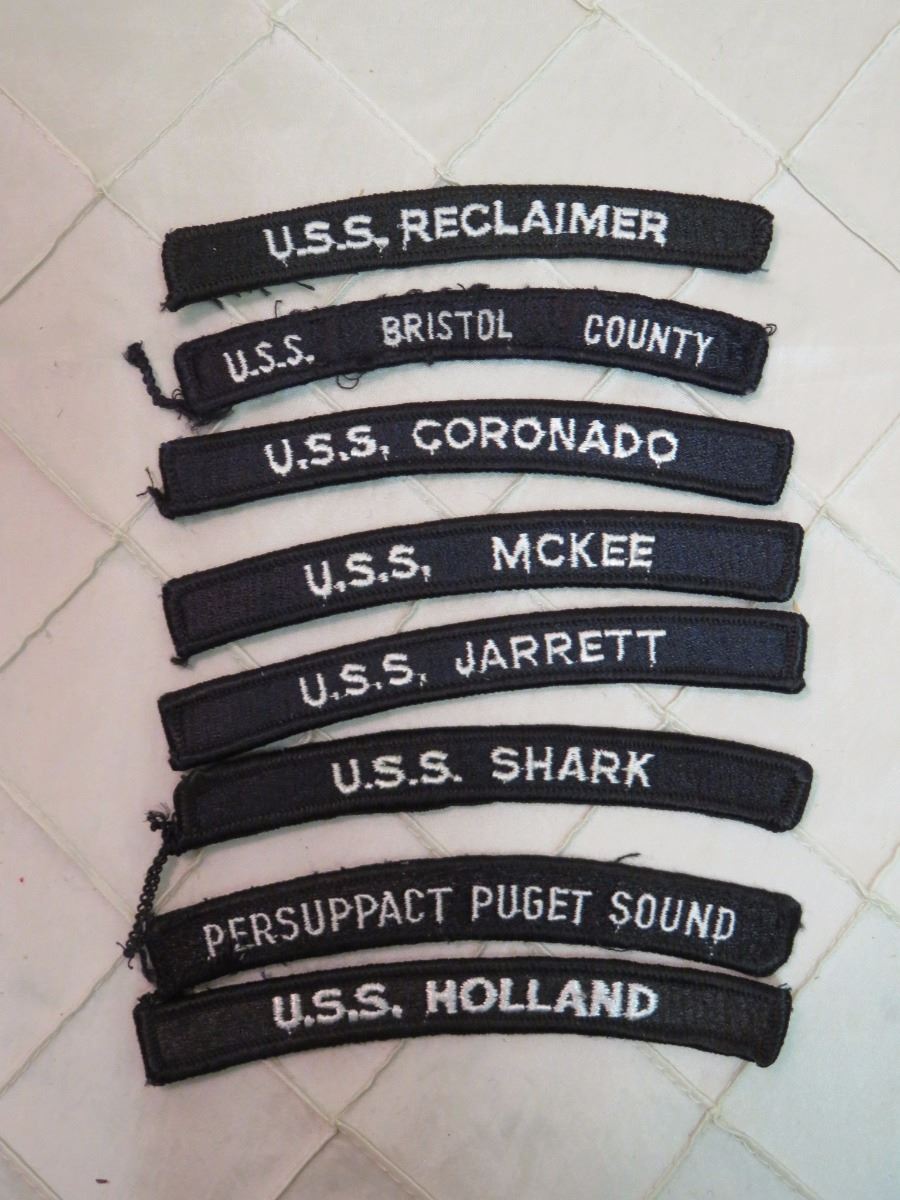 U.S.S. RECLAIMER
U.S.S. BRISTOL COUNTY
U.S.S. CORONADO
U.S.S. MCKEE
U.S.S. JARRETT
U.S.S. SHARK
PERSUPPACT PUGET SOUND
U.S.S. HOLLAND